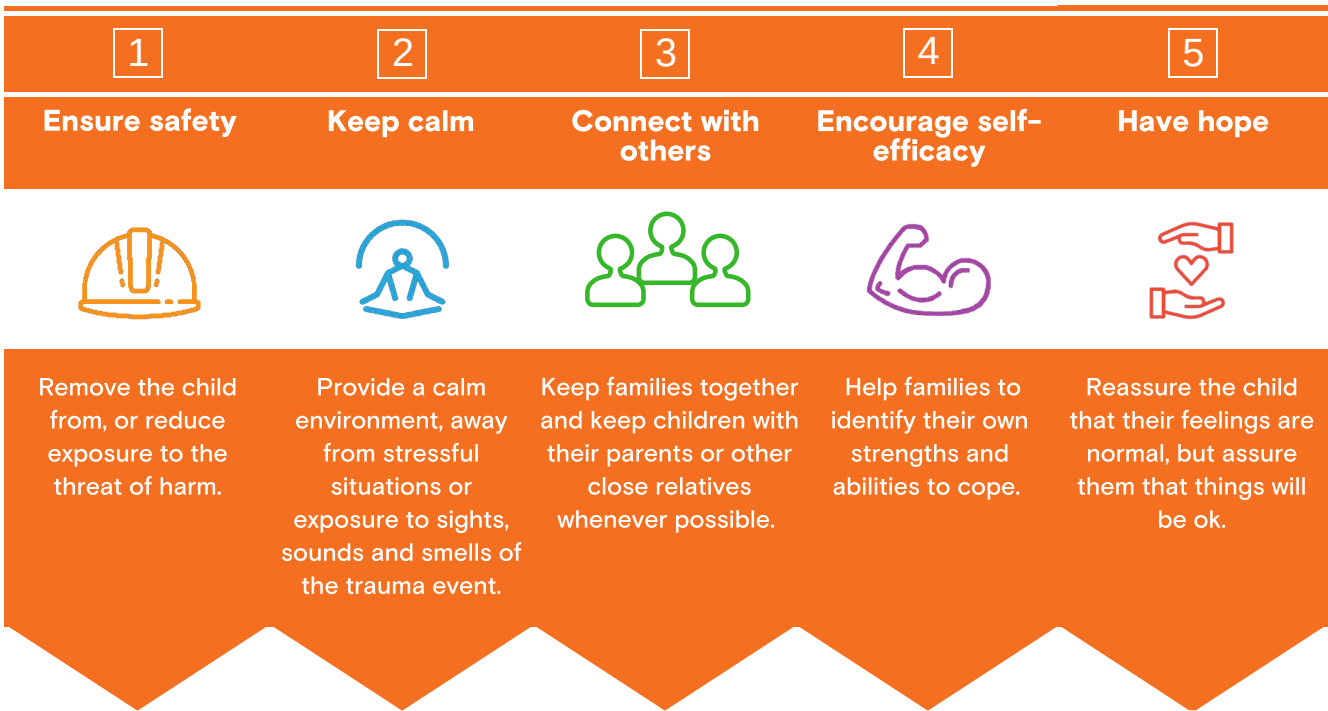 1
Ensure safety
Remove the child
from, or reduce
exposure to the
threat of harm.
2
Keep calm
Provide a calm
environment, away
from stressful
situations or
exposure to sights,
sounds and smells of
the trauma event.
3
Connect with
others
Keep families together
and keep children with
their parents or other
close relatives
whenever possible.
4
Encourage self-
efficacy
Help families to
identify their own
strengths and
abilities to cope.
5
Have hope
Reassure the child
that their feelings are
normal, but assure
them that things will
be ok.